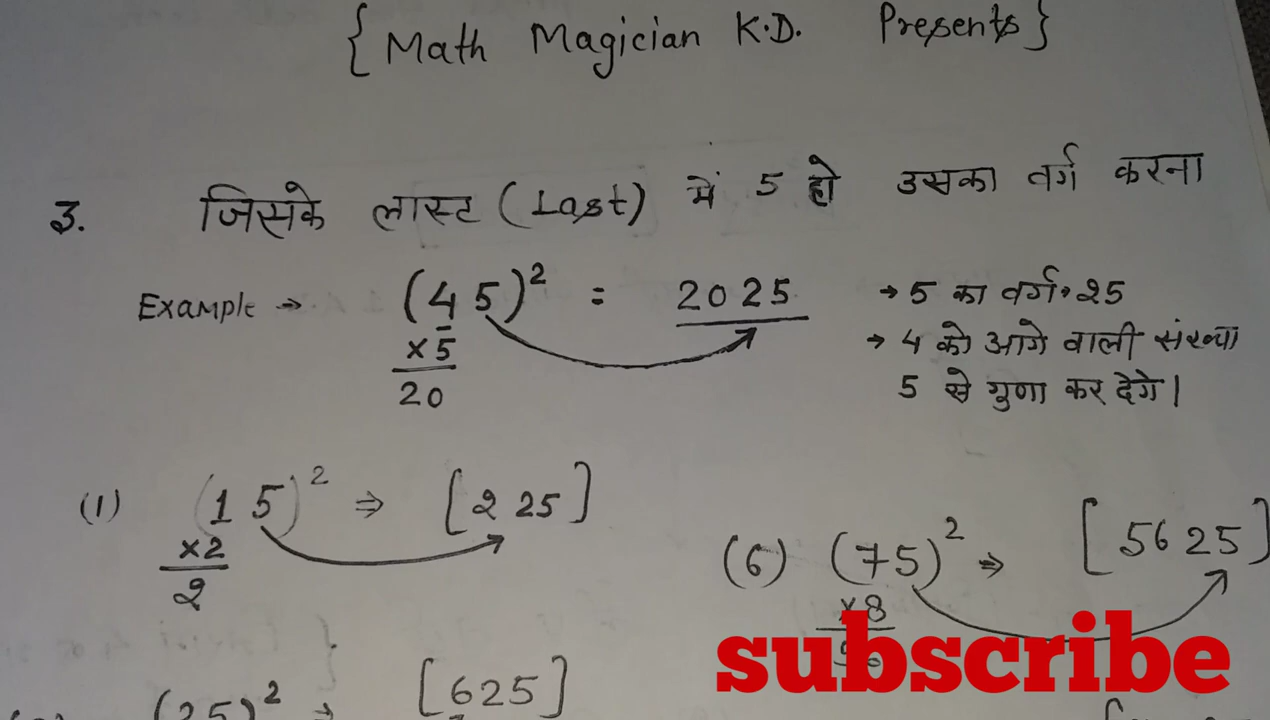 { Math Magician K.D. Presents }
3. जिसके लास्ट (Last) में 5 हो उसका वर्ग करना
Example → (45)² = 2025
×5
20
→ 5 का वर्ग = 25
→ 4 को आगे वाली संख्या
5 से गुणा कर देगे।
(1) (15)² ⇒ [225]
×2
2
(6) (75)² ⇒ [5625]
×8
subscribe
(25)² → [625]